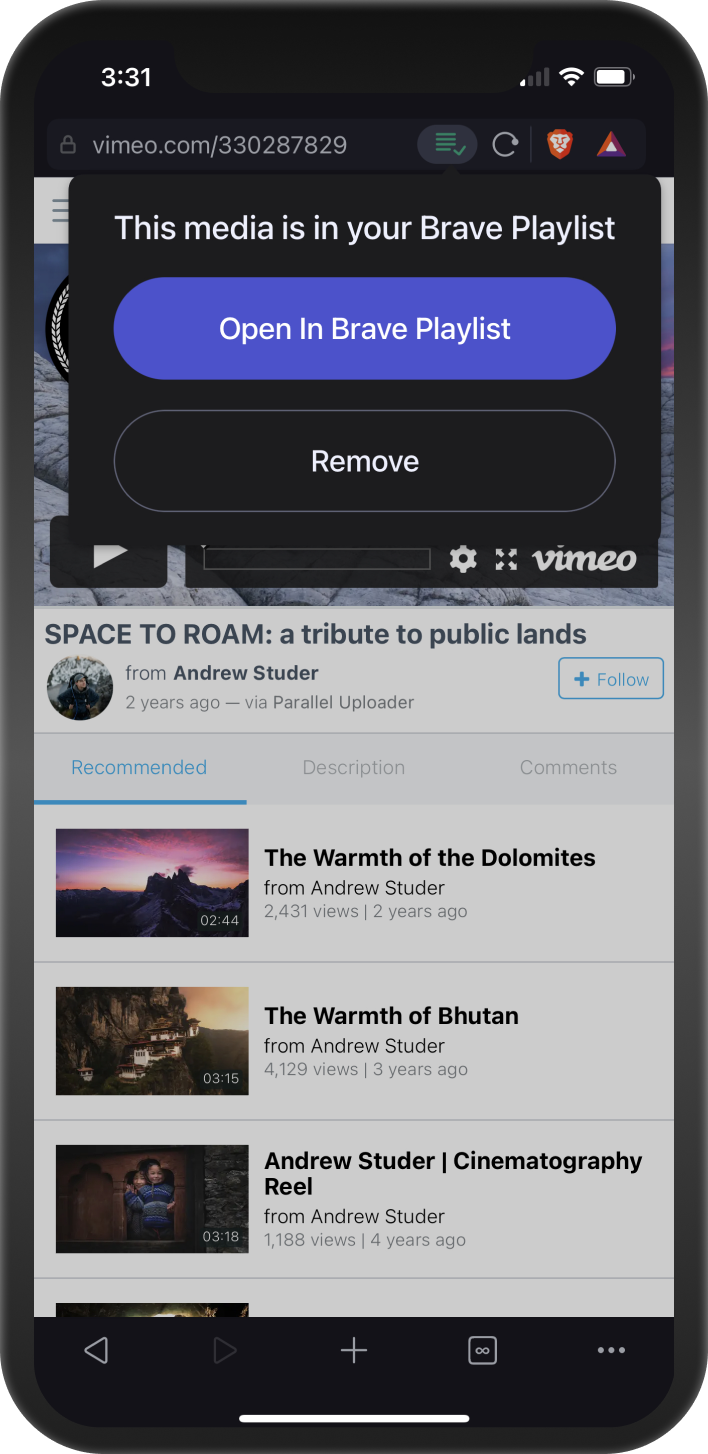 3:31
vimeo.com/330287829
This media is in your Brave Playlist
Open In Brave Playlist
Remove
vimeo
SPACE TO ROAM: a tribute to public lands
from Andrew Studer
2 years ago — via Parallel Uploader
+ Follow
Recommended Description Comments
02:44
The Warmth of the Dolomites
from Andrew Studer
2,431 views | 2 years ago
03:15
The Warmth of Bhutan
from Andrew Studer
4,129 views | 3 years ago
03:18
Andrew Studer | Cinematography
Reel
from Andrew Studer
1,188 views | 4 years ago
∞